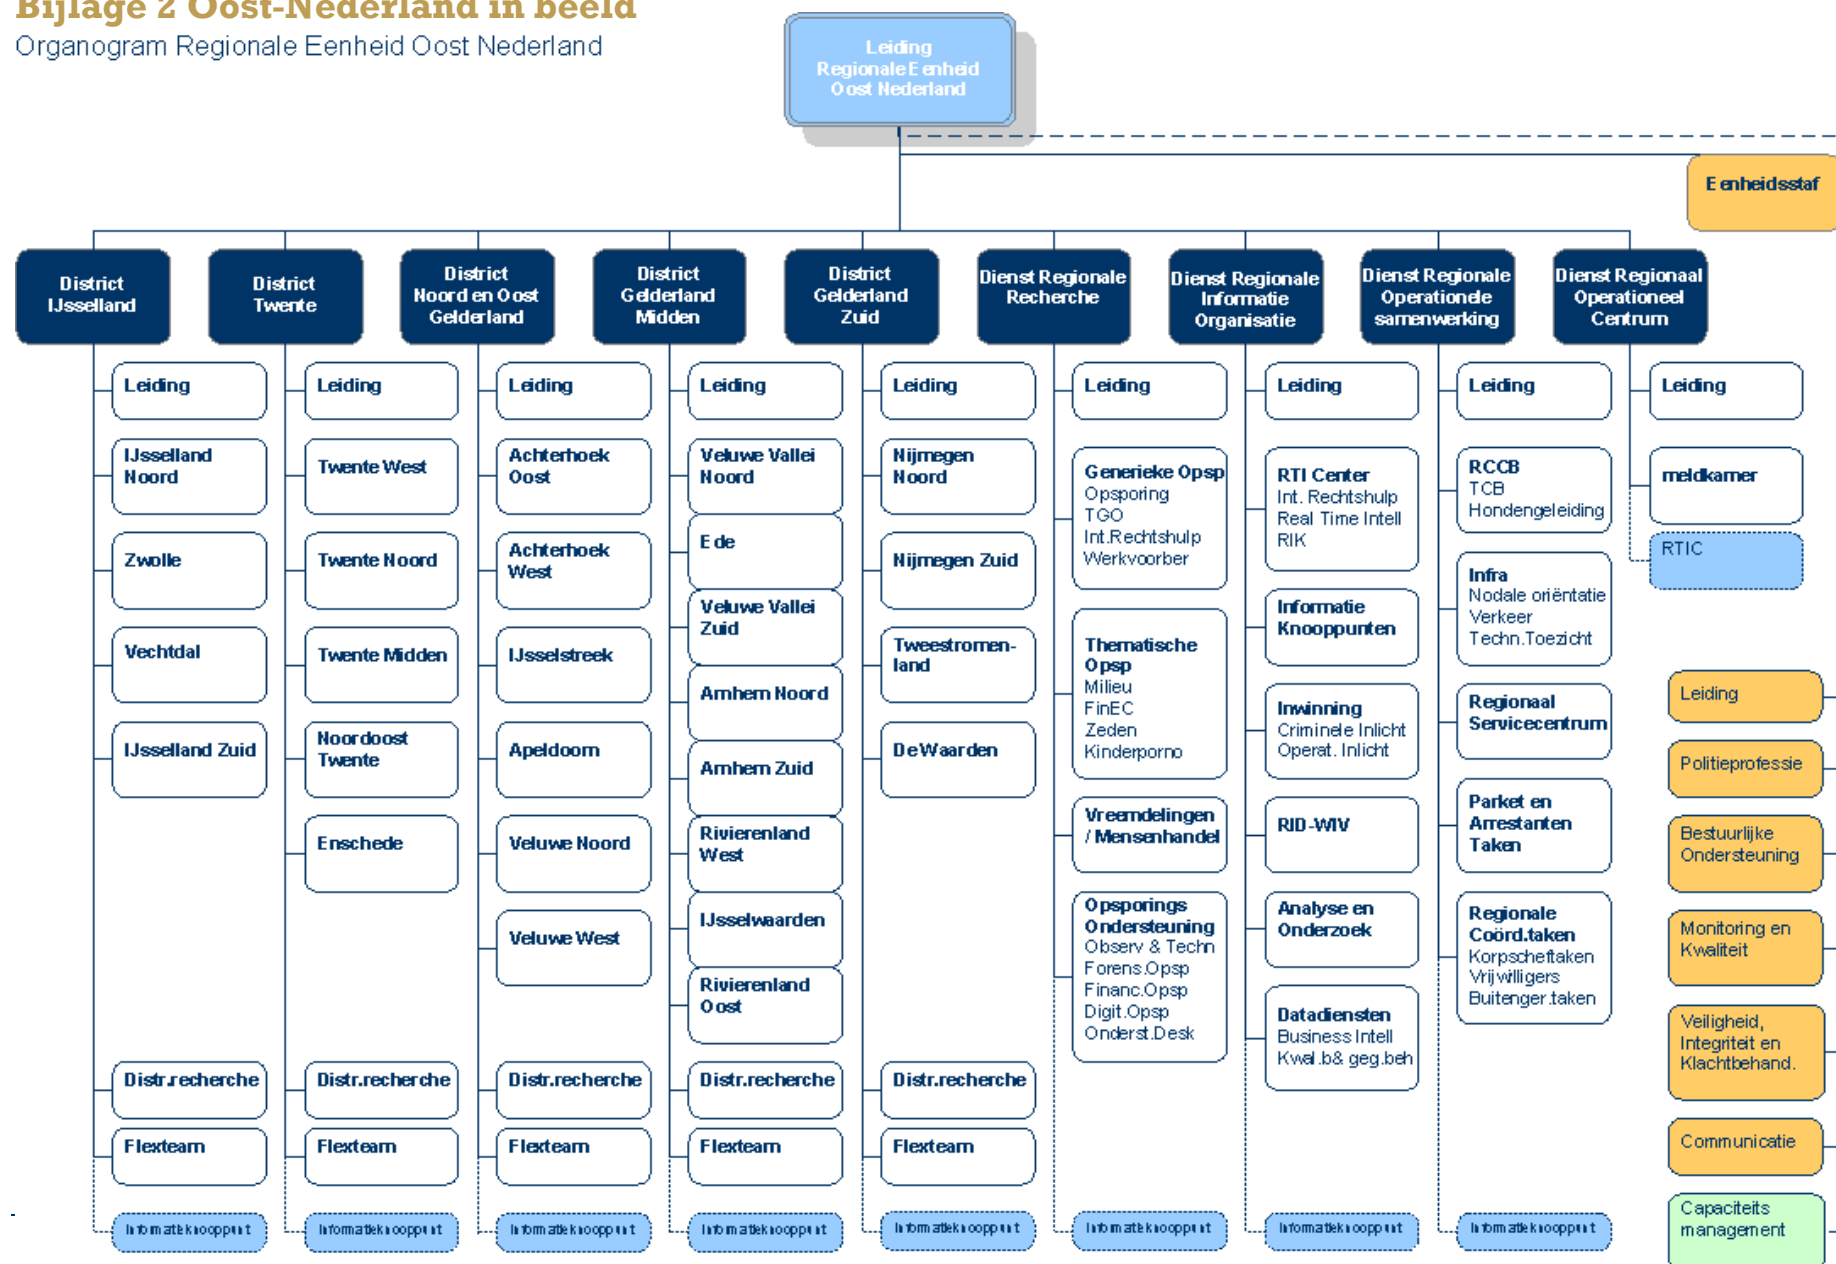 Bijlage 2 Oost-Nederland in beeld
Organogram Regionale Eenheid Oost Nederland
Leiding
Regionale Eenheid
Oost Nederland
Eenheidsstaf
District
IJsselland
Leiding
IJsselland
Noord
Zwolle
Vechtdal
IJsselland Zuid
Distr.recherche
Flexteam
Informatieknooppunt
District
Twente
Leiding
Twente West
Twente Noord
Twente Midden
Noordoost
Twente
Enschede
Distr.recherche
Flexteam
Informatieknooppunt
District
Noord en Oost
Gelderland
Leiding
Achterhoek
Oost
Achterhoek
West
IJsselstreek
Apeldoorn
Veluwe Noord
Veluwe West
Distr.recherche
Flexteam
Informatieknooppunt
District
Gelderland
Midden
Leiding
Veluwe Vallei
Noord
Ede
Veluwe Vallei
Zuid
Arnhem Noord
Arnhem Zuid
Rivierenland
West
IJsselwaarden
Rivierenland
Oost
Distr.recherche
Flexteam
Informatieknooppunt
District
Gelderland
Zuid
Leiding
Nijmegen
Noord
Nijmegen Zuid
Tweestromen-
land
De Waarden
Distr.recherche
Flexteam
Informatieknooppunt
Dienst Regionale
Recherche
Leiding
Generieke Opsp
Opsporing
TGO
Int.Rechtshulp
Werkvoorber
Thematische
Opsp
Milieu
FinEC
Zeden
Kinderporno
Vreemdelingen
/ Mensenhandel
Opsporings
Ondersteuning
Observ & Techn
Forens.Opsp
Financ.Opsp
Digit.Opsp
Onderst.Desk
Informatieknooppunt
Dienst Regionale
Informatie
Organisatie
Leiding
RTI Center
Int. Rechtshulp
Real Time Intell
RIK
Informatie
Knooppunten
Inwinning
Criminele Inlicht
Operat. Inlicht
RID-WIV
Analyse en
Onderzoek
Datadiensten
Business Intell
Kwal.b& geg.beh
Informatieknooppunt
Dienst Regionale
Operationele
samenwerking
Leiding
RCCB
TCB
Hondengeleiding
Infra
Nodale oriëntatie
Verkeer
Techn.Toezicht
Regionaal
Servicecentrum
Parket en
Arrestanten
Taken
Regionale
Coörd.taken
Korpscheftaken
Vrijwilligers
Buitenger.taken
Informatieknooppunt
Dienst Regionaal
Operationeel
Centrum
Leiding
meldkamer
RTIC
Leiding
Politieprofessie
Bestuurlijke
Ondersteuning
Monitoring en
Kwaliteit
Veiligheid,
Integriteit en
Klachtbehand.
Communicatie
Capaciteits
management